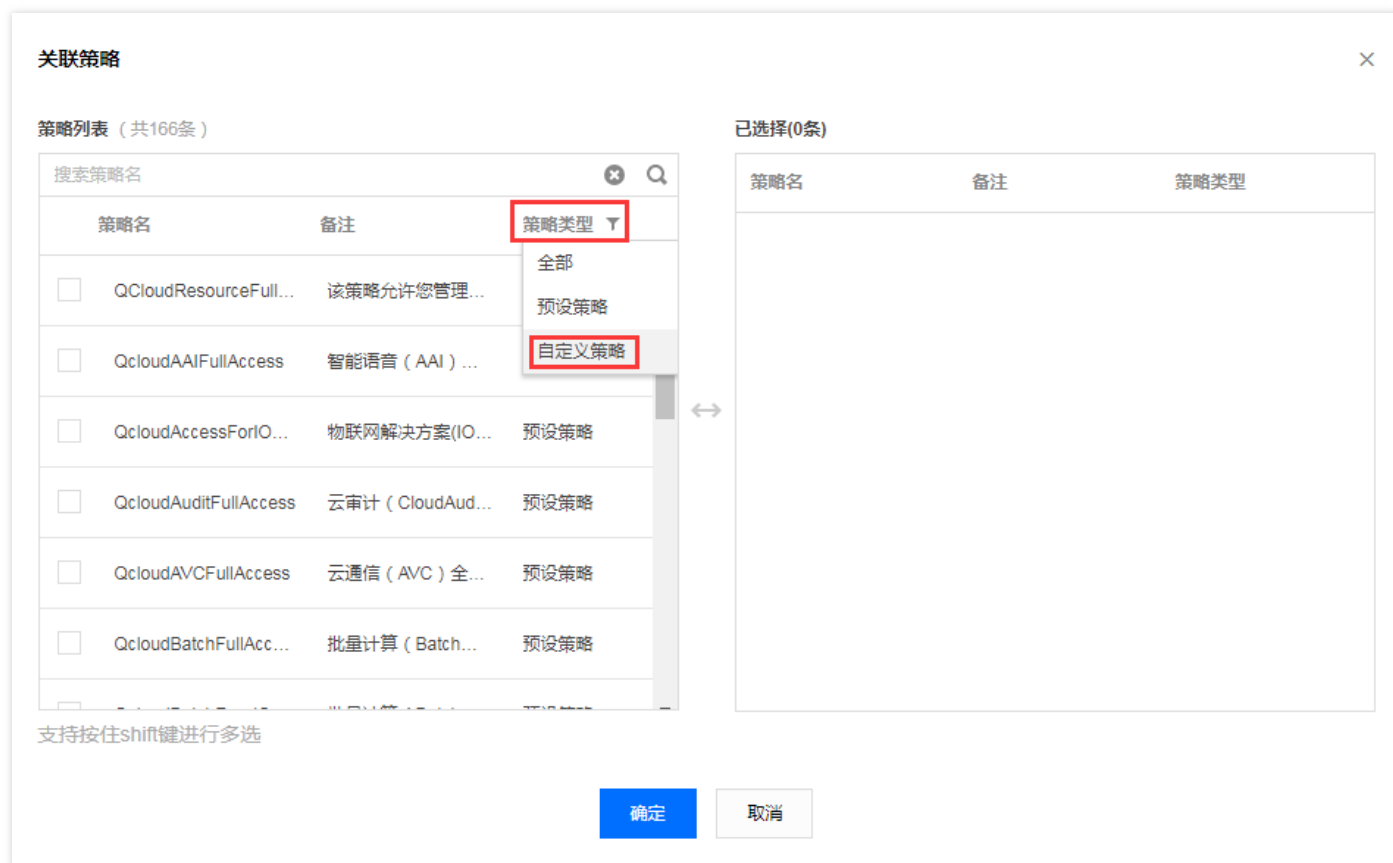 关联策略
策略列表 ( 共166条 )
搜索策略名
策略名 备注 策略类型
全部
预设策略
自定义策略
QCloudResourceFull... 该策略允许您管理...
QcloudAAIFullAccess 智能语音 ( AAI ) ...
QcloudAccessForIO... 物联网解决方案(IO... 预设策略
QcloudAuditFullAccess 云审计 ( CloudAud... 预设策略
QcloudAVCFullAccess 云通信 ( AVC ) 全... 预设策略
QcloudBatchFullAcc... 批量计算 ( Batch... 预设策略
支持按住shift键进行多选
已选择(0条)
策略名 备注 策略类型
确定 取消